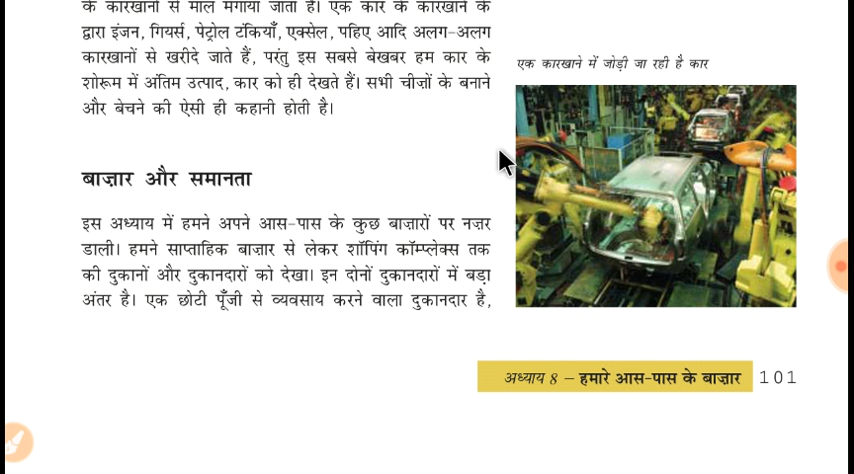 के कारखानों से माल मँगाया जाता है। एक कार के कारखाने के
द्वारा इंजन, गियर्स, पेट्रोल टंकियाँ, एक्सेल, पहिए आदि अलग-अलग
कारखानों से खरीदे जाते हैं, परंतु इस सबसे बेखबर हम कार के
शोरूम में अंतिम उत्पाद, कार को ही देखते हैं। सभी चीज़ों के बनाने
और बेचने की ऐसी ही कहानी होती है।
एक कारखाने में जोड़ी जा रही है कार
बाज़ार और समानता
इस अध्याय में हमने अपने आस-पास के कुछ बाज़ारों पर नज़र
डाली। हमने साप्ताहिक बाज़ार से लेकर शॉपिंग कॉम्प्लेक्स तक
की दुकानों और दुकानदारों को देखा। इन दोनों दुकानदारों में बड़ा
अंतर है। एक छोटी पूँजी से व्यवसाय करने वाला दुकानदार है,
अध्याय 8 – हमारे आस-पास के बाज़ार 101